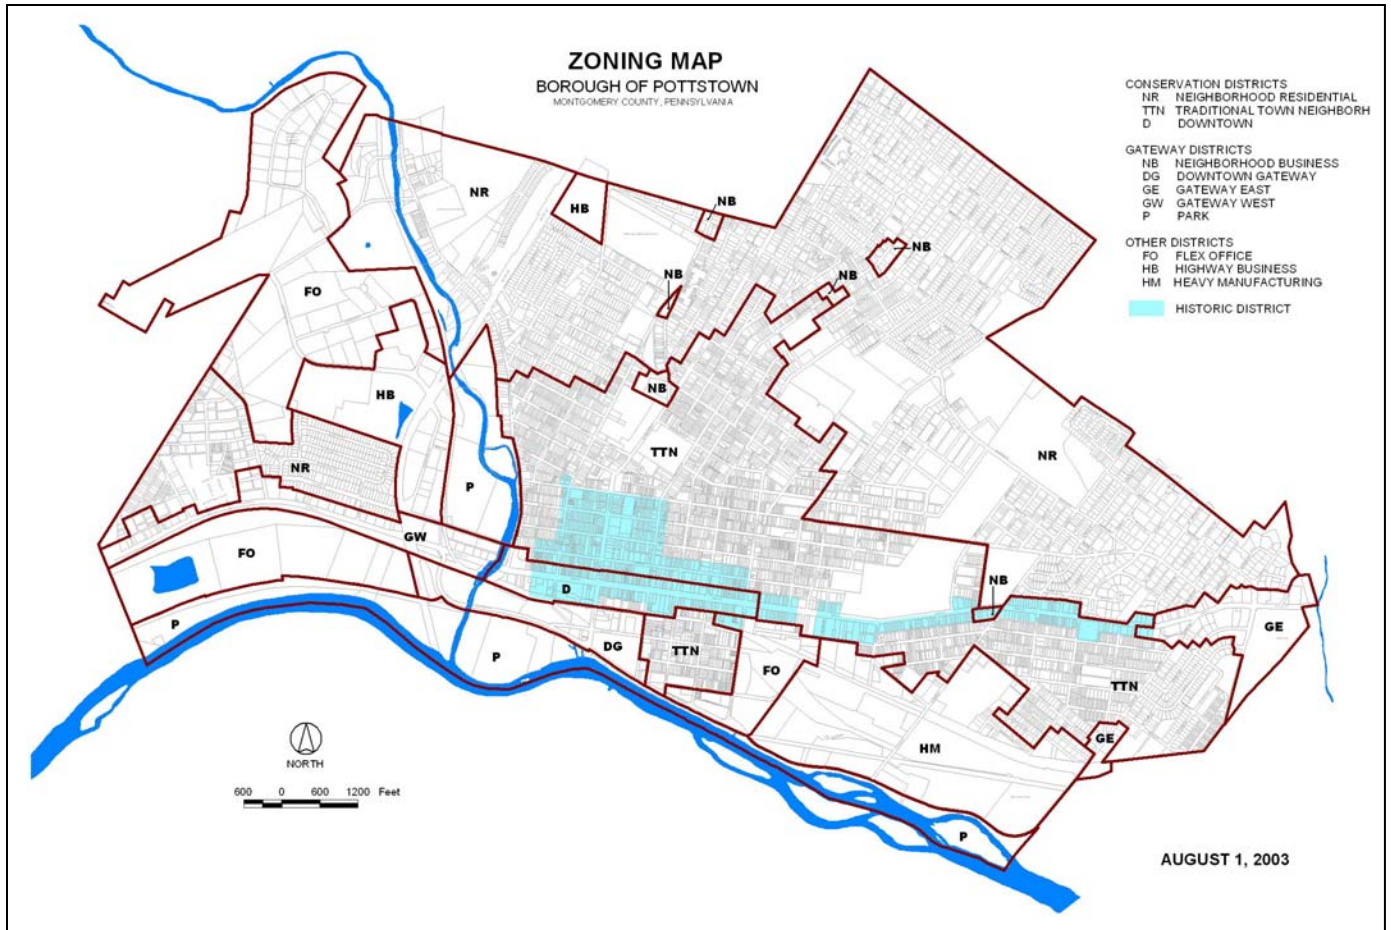 ZONING MAP
BOROUGH OF POTTSTOWN
MONTGOMERY COUNTY, PENNSYLVANIA
CONSERVATION DISTRICTS
NR NEIGHBORHOOD RESIDENTIAL
TTN TRADITIONAL TOWN NEIGHBORH
D DOWNTOWN
GATEWAY DISTRICTS
NB NEIGHBORHOOD BUSINESS
DG DOWNTOWN GATEWAY
GE GATEWAY EAST
GW GATEWAY WEST
P PARK
OTHER DISTRICTS
FO FLEX OFFICE
HB HIGHWAY BUSINESS
HM HEAVY MANUFACTURING
HISTORIC DISTRICT
NR
HB
NB
NB
NB
NB
FO
HB
NB
TTN
NR
NR
P
GW
FO
D
NB
P
P
DG
TTN
FO
GE
TTN
HM
GE
P
NORTH
600 0 600 1200 Feet
AUGUST 1, 2003